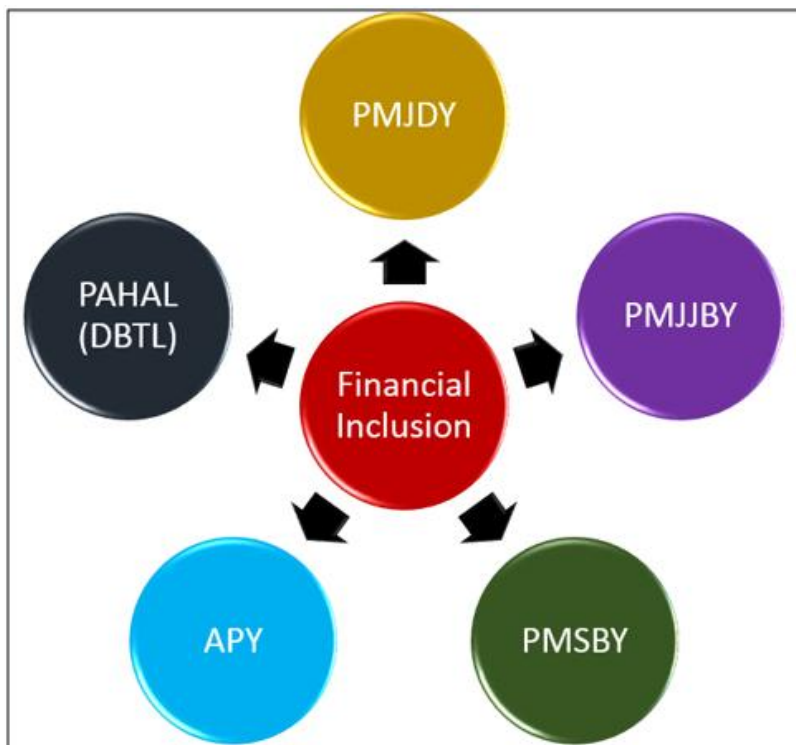 PMJDY
PAHAL
(DBTL)
PMJJBY
Financial
Inclusion
APY
PMSBY